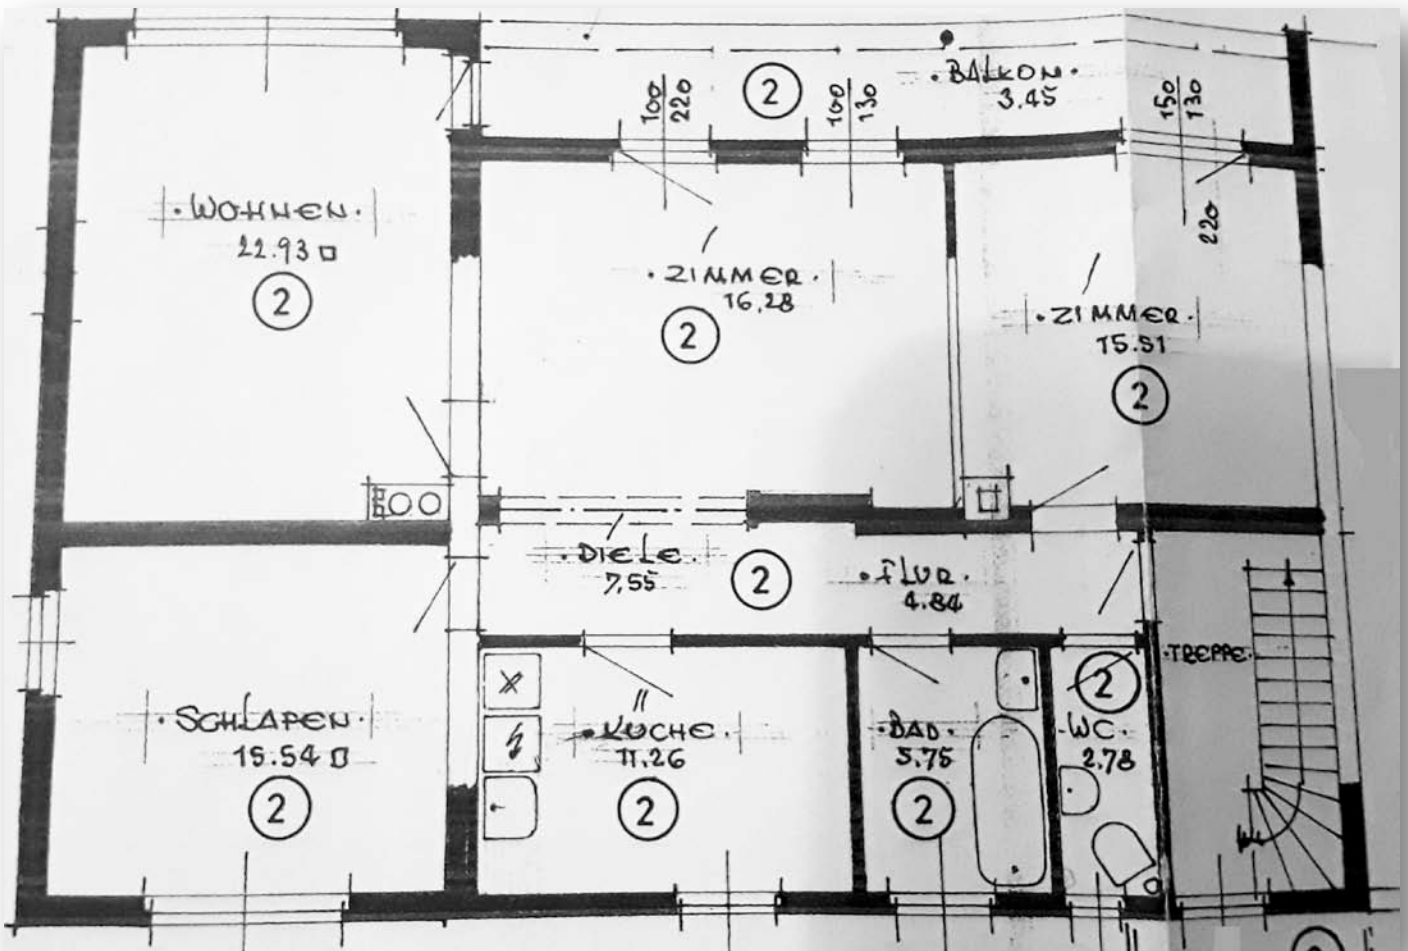 ·BALKON·
3.45
2
100
220
100
130
150
130
220
·WOHNEN·
22.93
2
·ZIMMER·
16,28
2
·ZIMMER·
15.51
2
·DIELE·
7,55
2
·FLUR·
4.84
·SCHLAFEN·
15.54
2
·KÜCHE·
11.26
2
·BAD·
5.75
2
2
·WC·
2.78
·TREPPE·
2